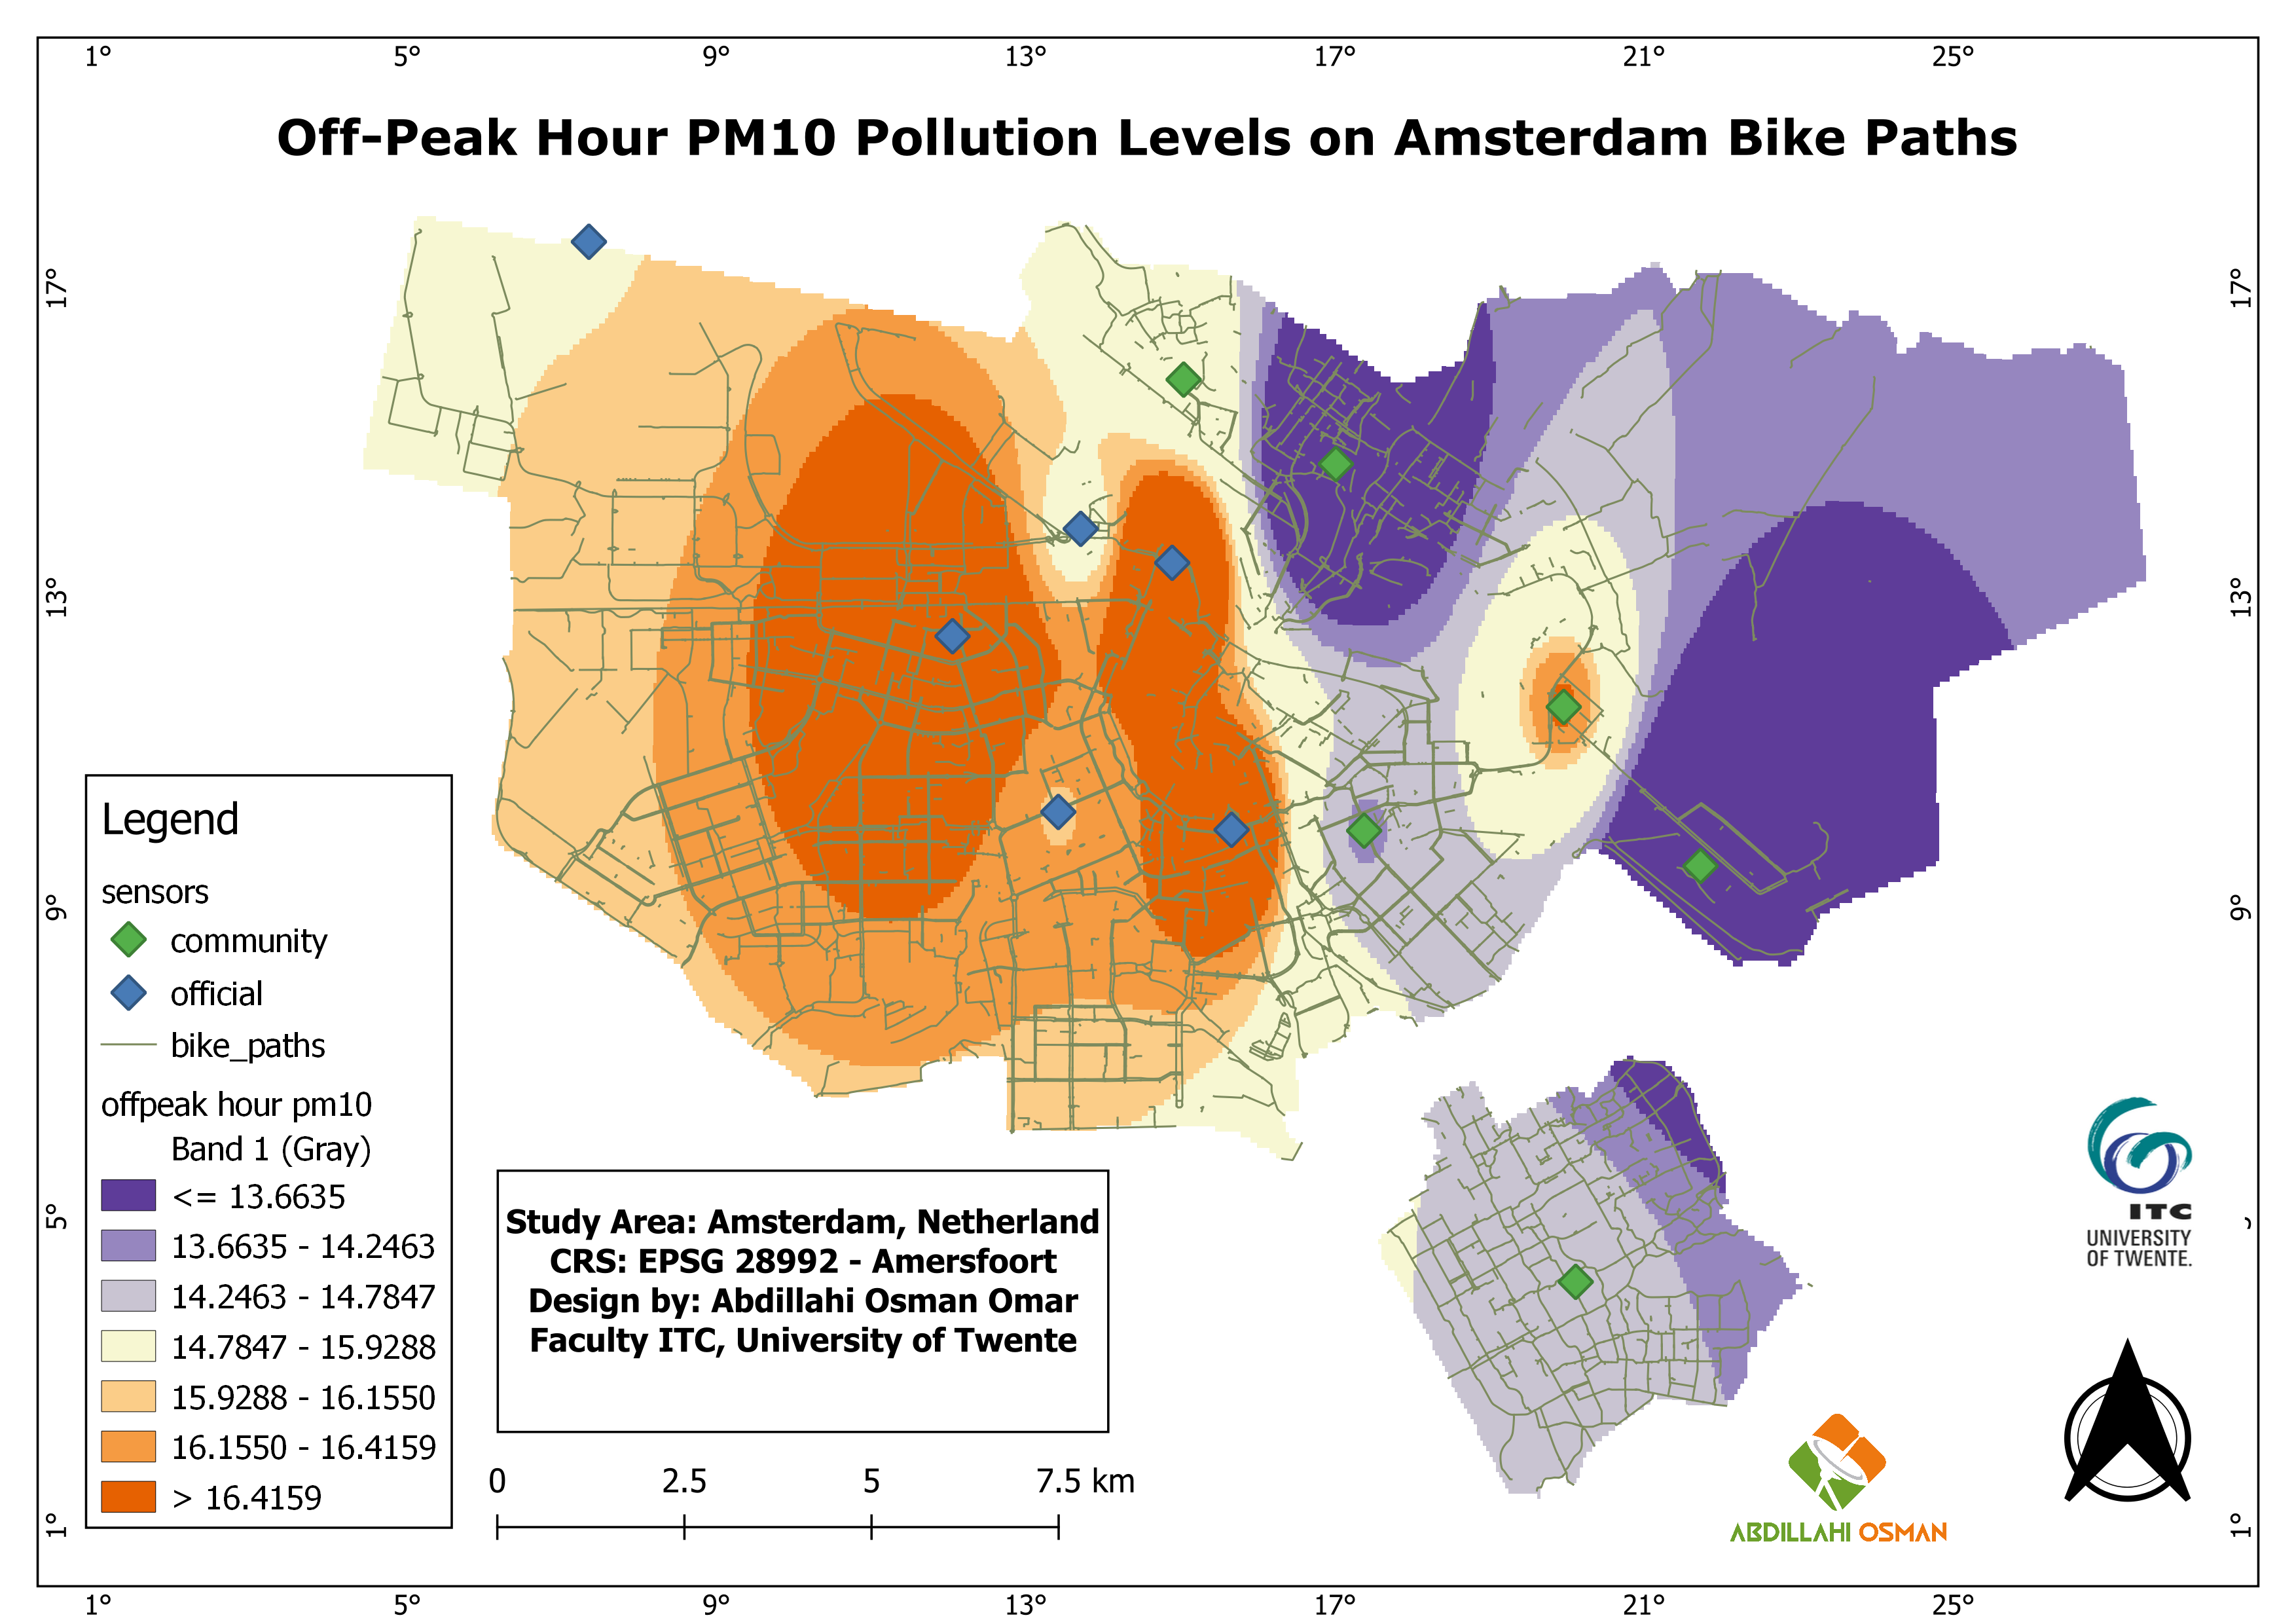 1° 5° 9° 13° 17° 21° 25°
Off-Peak Hour PM10 Pollution Levels on Amsterdam Bike Paths
17° 17°
13° 13°
9° 9°
5°
1° 1°
Legend
sensors
community
official
bike_paths
offpeak hour pm10
Band 1 (Gray)
<= 13.6635
13.6635 - 14.2463
14.2463 - 14.7847
14.7847 - 15.9288
15.9288 - 16.1550
16.1550 - 16.4159
> 16.4159
Study Area: Amsterdam, Netherland
CRS: EPSG 28992 - Amersfoort
Design by: Abdillahi Osman Omar
Faculty ITC, University of Twente
0 2.5 5 7.5 km
ITC
UNIVERSITY
OF TWENTE.
ABDILLAHI OSMAN
1° 5° 9° 13° 17° 21° 25°